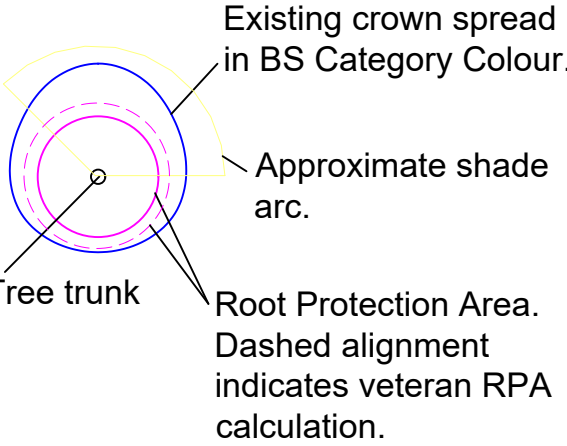 Existing crown spread
in BS Category Colour.
Approximate shade
arc.
Tree trunk
Root Protection Area.
Dashed alignment
indicates veteran RPA
calculation.